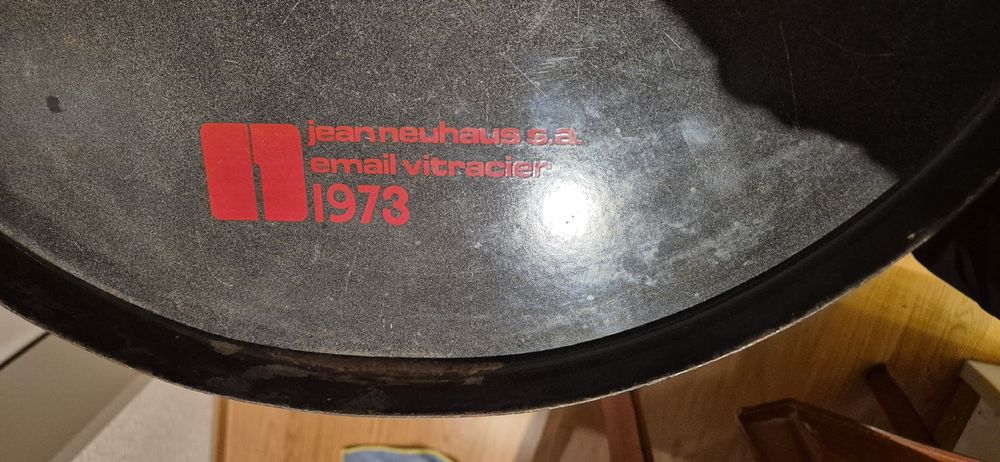 jean neuhaus s.a.
email vitracier
1973